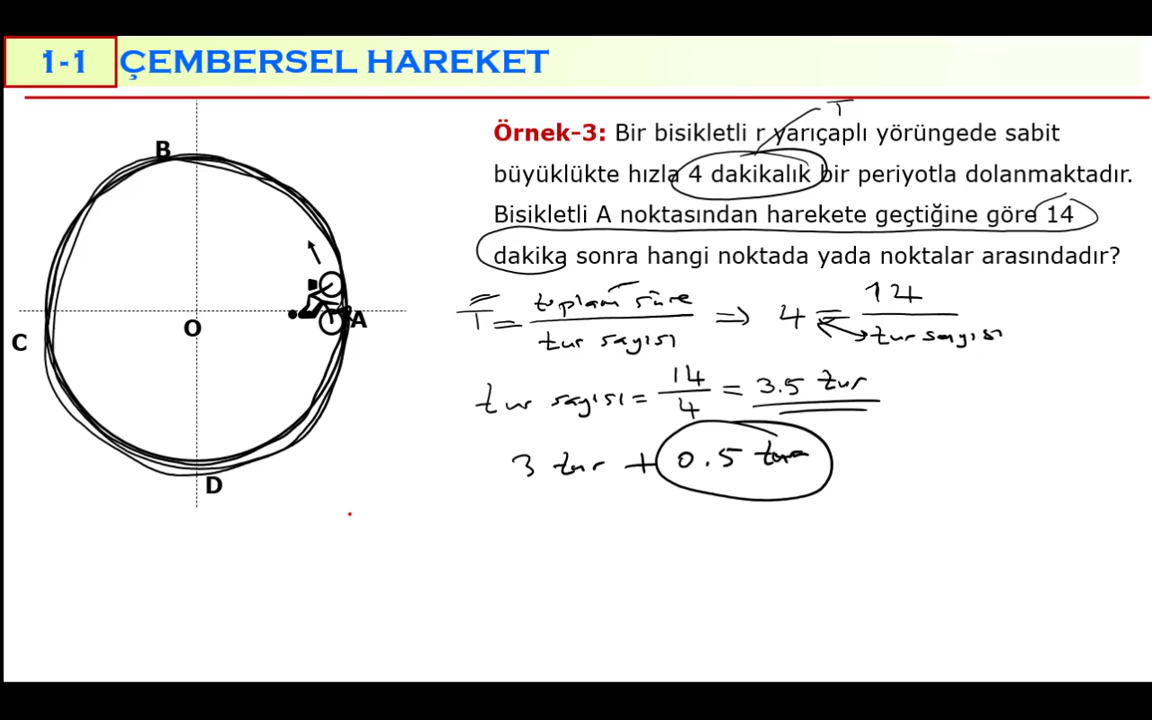 1-1 ÇEMBERSEL HAREKET
T
Örnek-3: Bir bisikletli r yarıçaplı yörüngede sabit
büyüklükte hızla 4 dakikalık bir periyotla dolanmaktadır.
Bisikletli A noktasından harekete geçtiğine göre 14
dakika sonra hangi noktada yada noktalar arasındadır?
B
O
A
C
D
T = toplam süre / tur sayısı ⇒ 4 = 14 / tur sayısı
tur sayısı = 14 / 4 = 3.5 tur
3 tur + 0.5 tur